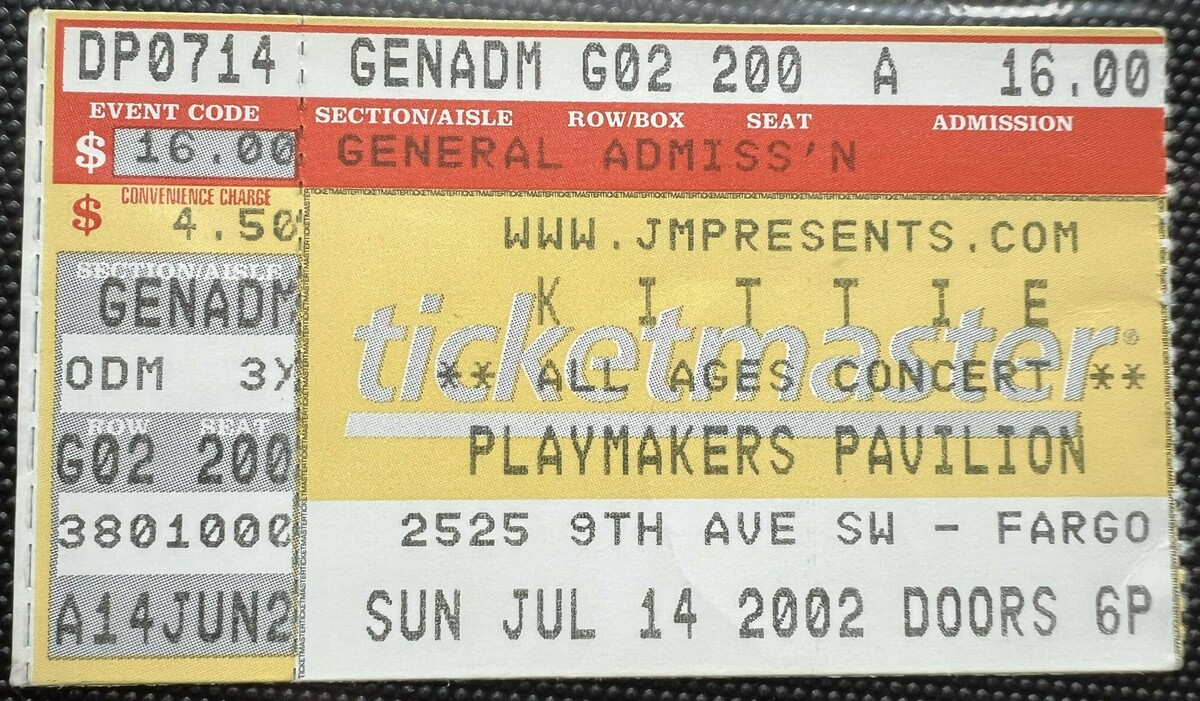 DP0714
EVENT CODE
$ 16.00
CONVENIENCE CHARGE
$ 4.50
SECTION/AISLE
GENADM
ODM 3X
ROW SEAT
G02 200
3801000
A14JUN2
GENADM G02 200 A 16.00
SECTION/AISLE ROW/BOX SEAT ADMISSION
GENERAL ADMISS'N
WWW.JMPRESENTS.COM
K I T T I E
ticketmaster®
** ALL AGES CONCERT **
PLAYMAKERS PAVILION
2525 9TH AVE SW - FARGO
SUN JUL 14 2002 DOORS 6P